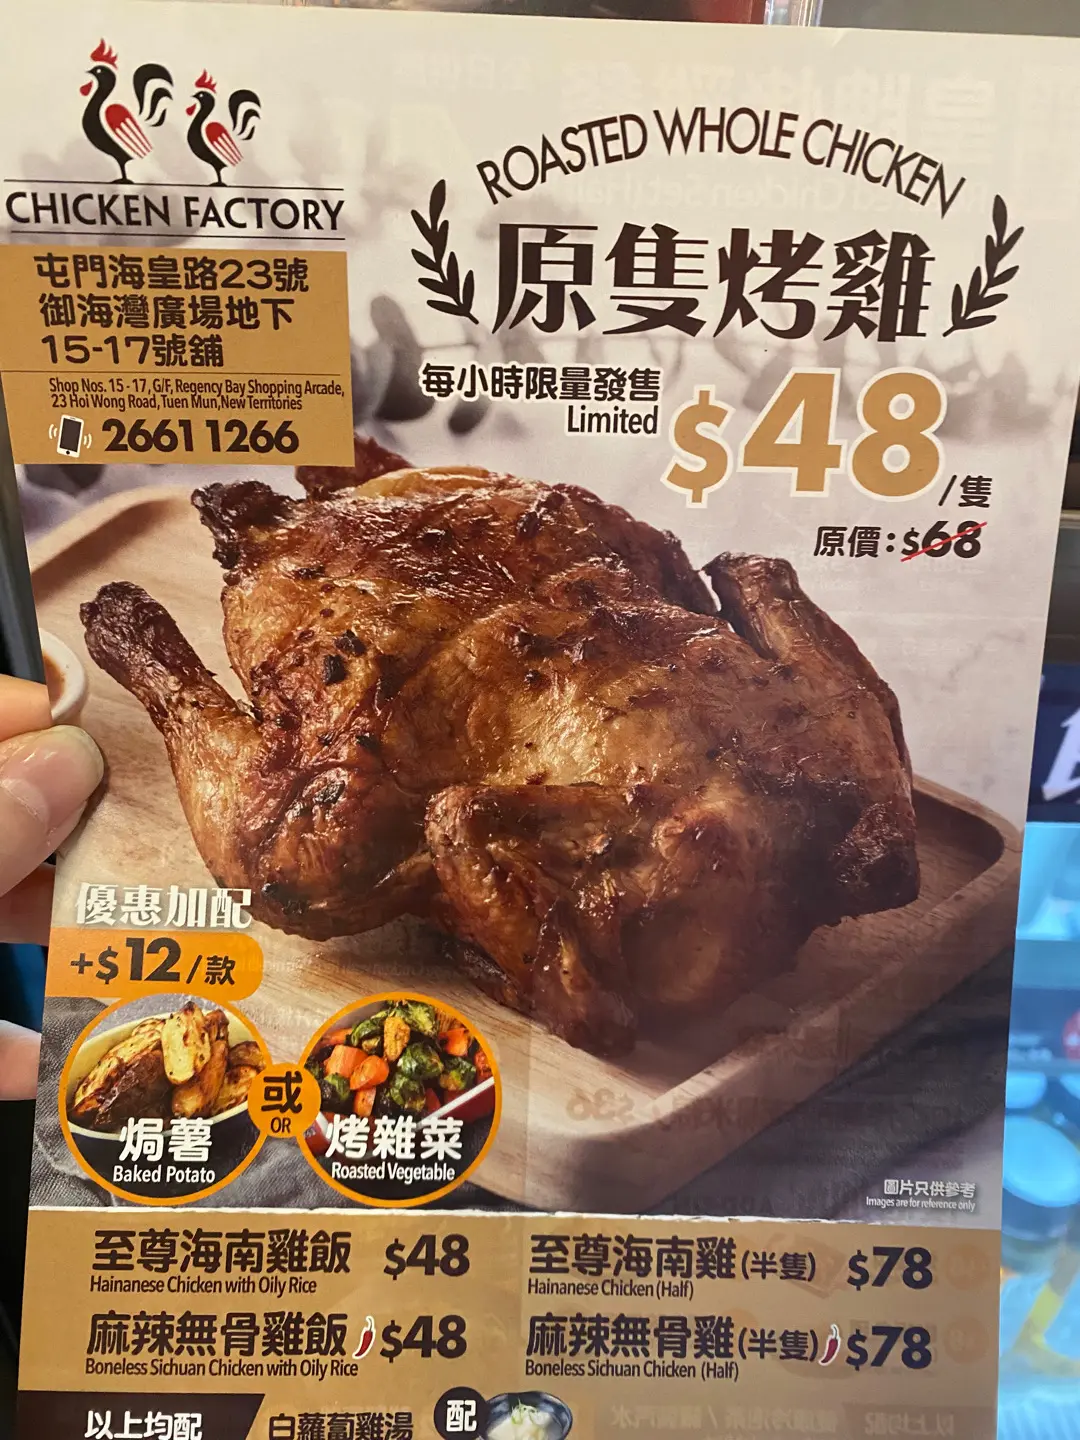 CHICKEN FACTORY
屯門海皇路23號
御海灣廣場地下
15-17號舖
Shop Nos. 15 - 17, G/F, Regency Bay Shopping Arcade,
23 Hoi Wong Road, Tuen Mun, New Territories
2661 1266
ROASTED WHOLE CHICKEN
原隻烤雞
每小時限量發售
Limited
$48/隻
原價:$68
優惠加配
+$12/款
焗薯
Baked Potato
或
OR
烤雜菜
Roasted Vegetable
圖片只供參考
Images are for reference only
至尊海南雞飯 $48
Hainanese Chicken with Oily Rice
至尊海南雞(半隻) $78
Hainanese Chicken (Half)
麻辣無骨雞飯 $48
Boneless Sichuan Chicken with Oily Rice
麻辣無骨雞(半隻) $78
Boneless Sichuan Chicken (Half)
以上均配 白蘿蔔雞湯 配